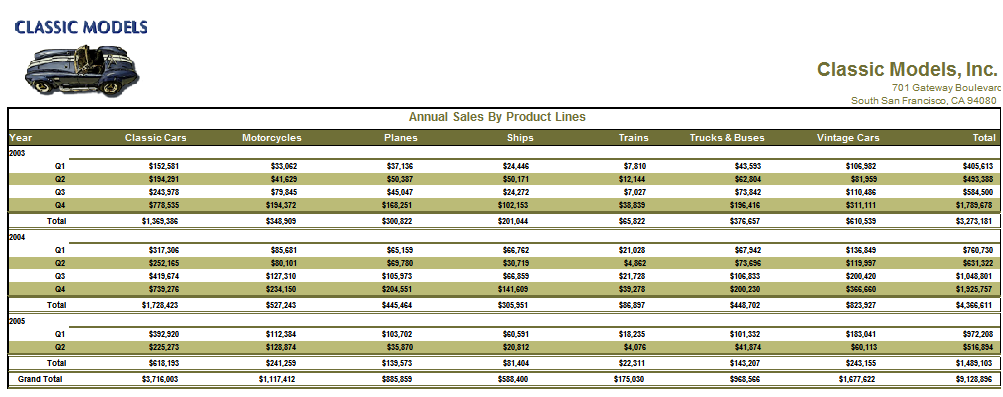 CLASSIC MODELS
Classic Models, Inc.
701 Gateway Boulevard
South San Francisco, CA 94080
Annual Sales By Product Lines
Year Classic Cars Motorcycles Planes Ships Trains Trucks & Buses Vintage Cars Total
2003
Q1 $152,581 $33,062 $37,136 $24,446 $7,810 $43,593 $106,982 $405,613
Q2 $194,291 $41,629 $50,387 $50,171 $12,144 $62,804 $81,959 $493,388
Q3 $243,978 $79,845 $45,047 $24,272 $7,027 $73,842 $110,486 $584,500
Q4 $778,535 $194,372 $168,251 $102,153 $38,839 $196,416 $311,111 $1,789,678
Total $1,369,386 $348,909 $300,822 $201,044 $65,822 $376,657 $610,539 $3,273,181
2004
Q1 $317,306 $85,681 $65,159 $66,762 $21,028 $67,942 $136,849 $760,730
Q2 $252,165 $80,101 $69,780 $30,719 $4,862 $73,696 $119,997 $631,322
Q3 $419,674 $127,310 $105,973 $66,859 $21,728 $106,833 $200,420 $1,048,801
Q4 $739,276 $234,150 $204,551 $141,609 $39,278 $200,230 $366,660 $1,925,757
Total $1,728,423 $527,243 $445,464 $305,951 $86,897 $448,702 $823,927 $4,366,611
2005
Q1 $392,920 $112,384 $103,702 $60,591 $18,235 $101,332 $183,041 $972,208
Q2 $225,273 $128,874 $35,870 $20,812 $4,076 $41,874 $60,113 $516,894
Total $618,193 $241,259 $139,573 $81,404 $22,311 $143,207 $243,155 $1,489,103
Grand Total $3,716,003 $1,117,412 $885,859 $588,400 $175,030 $968,566 $1,677,622 $9,128,896